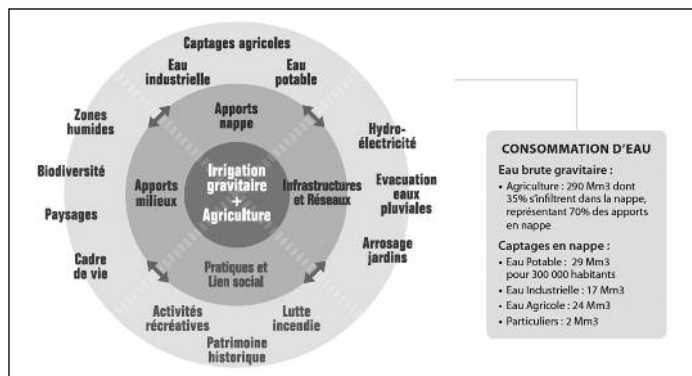 Captages agricoles
Eau
industrielle
Eau
potable
Zones
humides
Apports
nappe
Hydro-
électricité
Biodiversité
Irrigation
gravitaire
+
Agriculture
Apports
milieux
Infrastructures
et Réseaux
Evacuation
eaux
pluviales
Paysages
Arrosage
jardins
Cadre
de vie
Pratiques et
Lien social
Activités
récréatives
Lutte
incendie
Patrimoine
historique
CONSOMMATION D'EAU
Eau brute gravitaire :
• Agriculture : 290 Mm3 dont
35% s'infiltrent dans la nappe,
représentant 70% des apports
en nappe
Captages en nappe :
• Eau Potable : 29 Mm3
pour 300 000 habitants
• Eau Industrielle : 17 Mm3
• Eau Agricole : 24 Mm3
• Particuliers : 2 Mm3